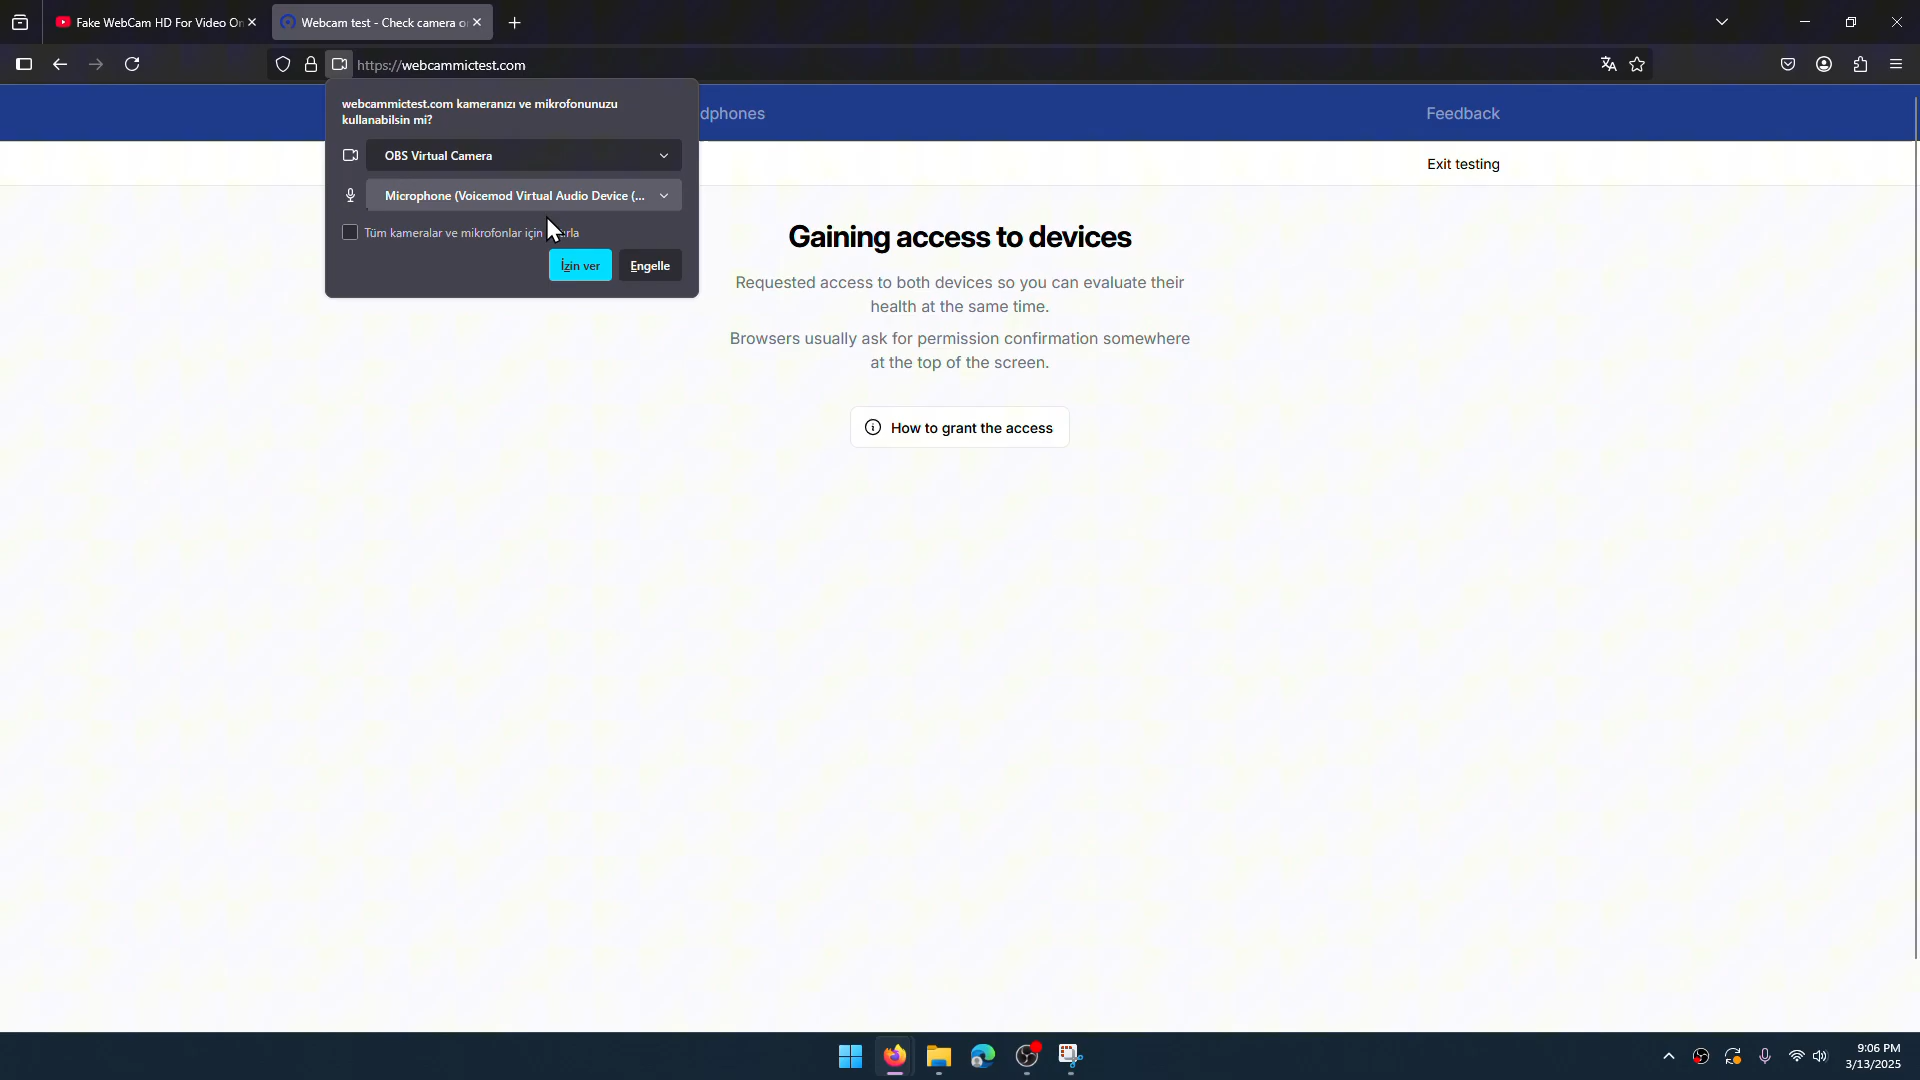 Fake WebCam HD For Video On
Webcam test - Check camera o
https://webcammictest.com
webcammictest.com kameranızı ve mikrofonunuzu
kullanabilsin mi?
OBS Virtual Camera
Microphone (Voicemod Virtual Audio Device (...
Tüm kameralar ve mikrofonlar için
İzin ver
Engelle
dphones
Feedback
Exit testing
Gaining access to devices
Requested access to both devices so you can evaluate their
health at the same time.
Browsers usually ask for permission confirmation somewhere
at the top of the screen.
How to grant the access
9:06 PM
3/13/2025